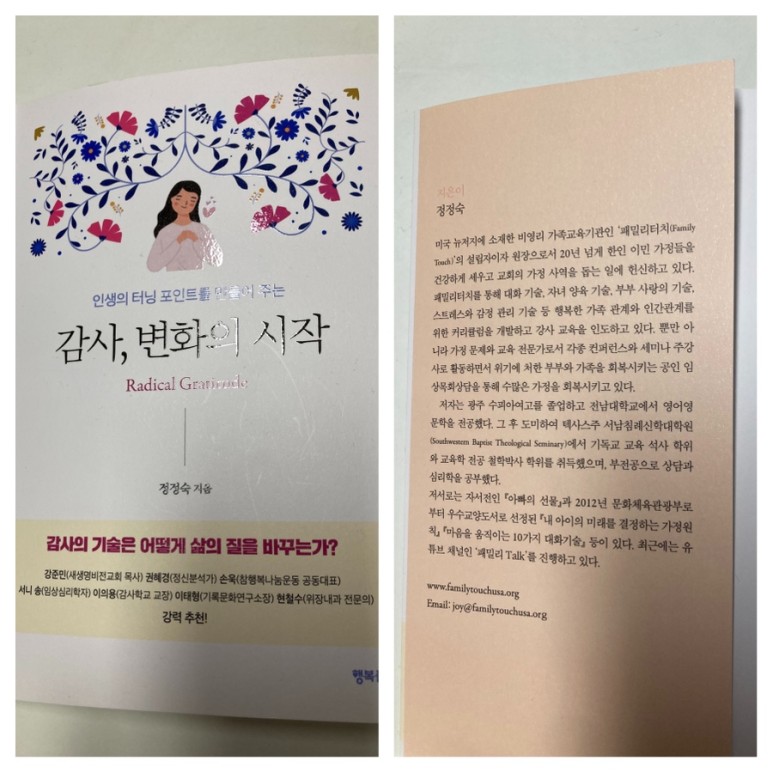 인생의 터닝 포인트를 만들어 주는
감사, 변화의 시작
Radical Gratitude
정정숙 지음
감사의 기술은 어떻게 삶의 질을 바꾸는가?
강준민(새생명비전교회 목사) 권혜경(정신분석가) 손욱(참행복나눔운동 공동대표)
서니 송(임상심리학자) 이의용(감사학교 교장) 이태형(기록문화연구소장) 현철수(위장내과 전문의)
강력 추천!
지은이
정정숙
미국 뉴저지에 소재한 비영리 가족교육기관인 ‘패밀리터치(Family
Touch)’의 설립자이자 원장으로서 20년 넘게 한인 이민 가정들을
건강하게 세우고 교회의 가정 사역을 돕는 일에 헌신하고 있다.
패밀리터치를 통해 대화 기술, 자녀 양육 기술, 부부 사랑의 기술,
스트레스와 감정 관리 기술 등 행복한 가족 관계와 인간관계를
위한 커리큘럼을 개발하고 강사 교육을 인도하고 있다. 뿐만 아
니라 가정 문제와 교육 전문가로서 각종 컨퍼런스와 세미나 주강
사로 활동하면서 위기에 처한 부부와 가족을 회복시키는 공인 임
상목회상담을 통해 수많은 가정을 회복시키고 있다.
저자는 광주 수피아여고를 졸업하고 전남대학교에서 영어영
문학을 전공했다. 그 후 도미하여 텍사스주 서남침례신학대학원
(Southwestern Baptist Theological Seminary)에서 기독교 교육 석사 학위
와 교육학 전공 철학박사 학위를 취득했으며, 부전공으로 상담과
심리학을 공부했다.
저서로는 자서전인 『아빠의 선물』과 2012년 문화체육관광부로
부터 우수교양도서로 선정된 『내 아이의 미래를 결정하는 가정원
칙』 『마음을 움직이는 10가지 대화기술』 등이 있다. 최근에는 유
튜브 채널인 ‘패밀리 Talk’를 진행하고 있다.
www.familytouchusa.org
Email: joy@familytouchusa.org